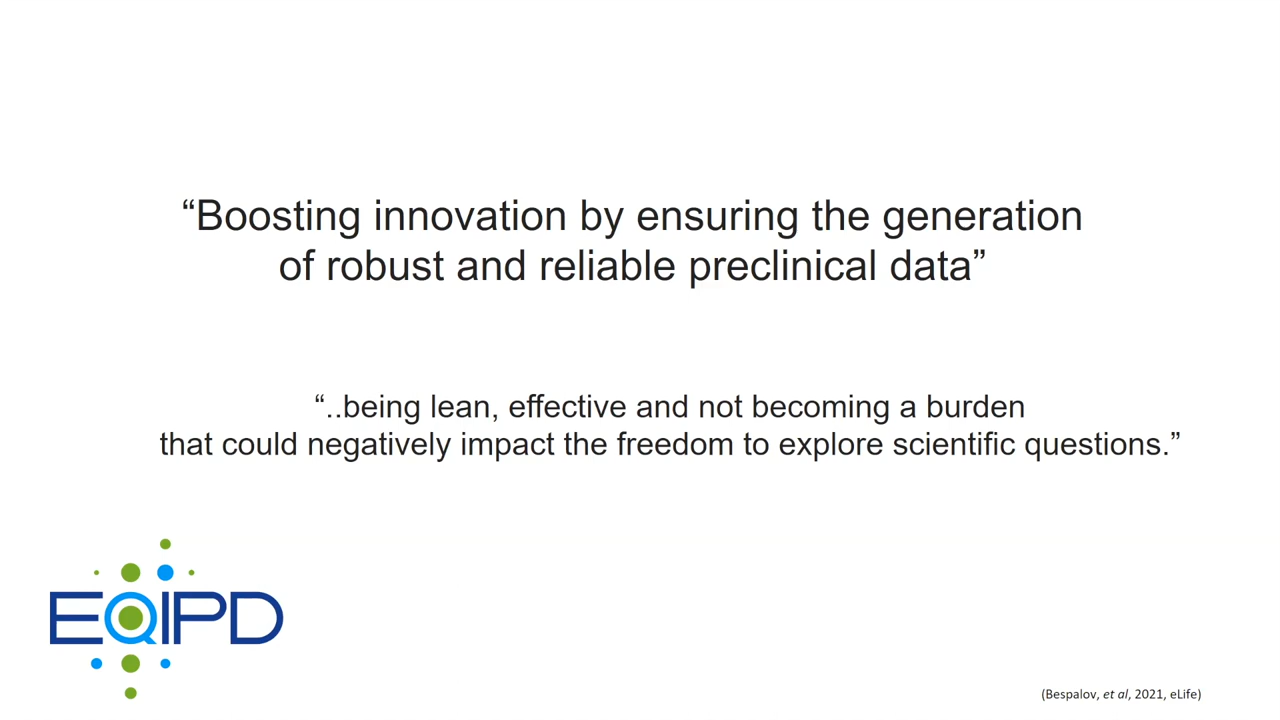 “Boosting innovation by ensuring the generation
of robust and reliable preclinical data”
“..being lean, effective and not becoming a burden
that could negatively impact the freedom to explore scientific questions.”
EQIPD
(Bespalov, et al, 2021, eLife)